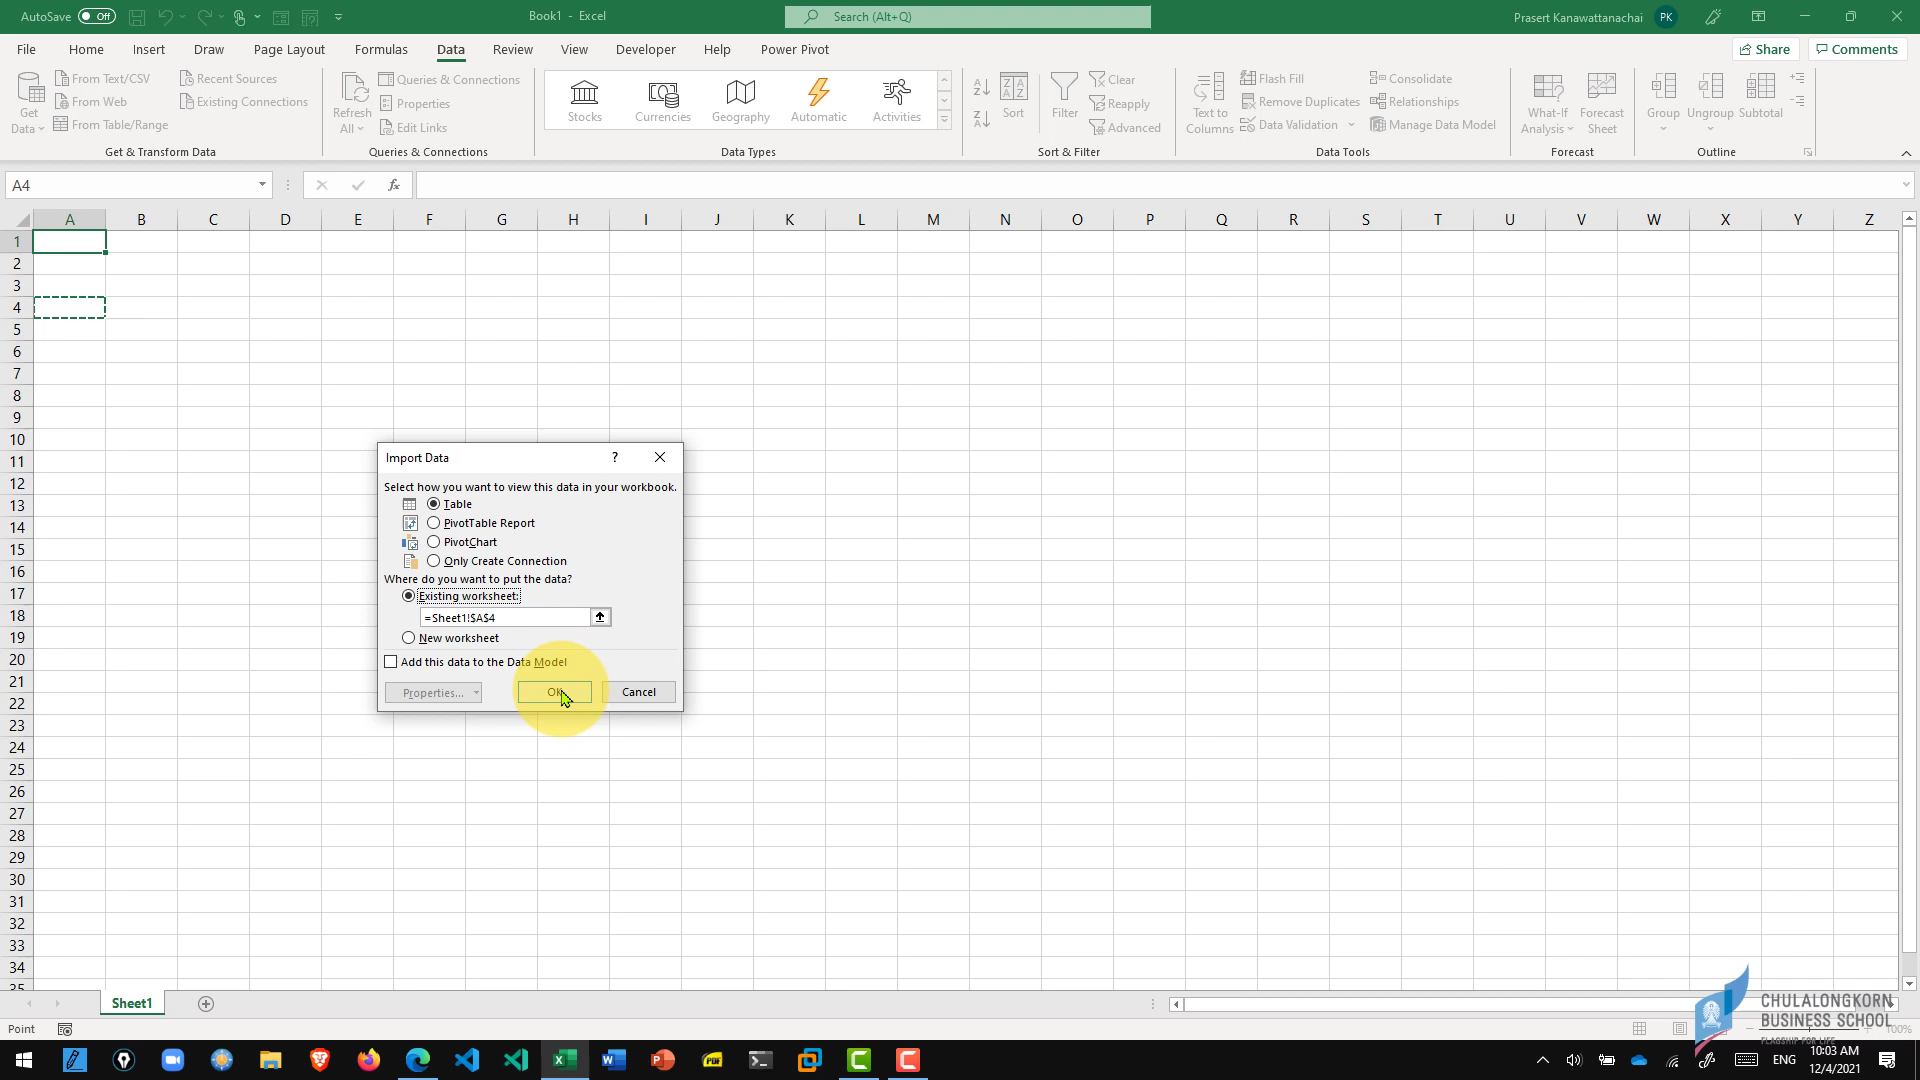 AutoSave Off
Book1 - Excel
Search (Alt+Q)
Prasert Kanawattanachai PK
File Home Insert Draw Page Layout Formulas Data Review View Developer Help Power Pivot
Share Comments
Get Data
From Text/CSV
From Web
From Table/Range
Recent Sources
Existing Connections
Get & Transform Data
Refresh All
Queries & Connections
Properties
Edit Links
Queries & Connections
Stocks Currencies Geography Automatic Activities
Data Types
Sort Filter
Clear
Reapply
Advanced
Sort & Filter
Text to Columns
Flash Fill
Remove Duplicates
Data Validation
Consolidate
Relationships
Manage Data Model
Data Tools
What-If Analysis
Forecast Sheet
Forecast
Group Ungroup Subtotal
Outline
A4
fx
A B C D E F G H I J K L M N O P Q R S T U V W X Y Z
1
2
3
4
5
6
7
8
9
10
11
12
13
14
15
16
17
18
19
20
21
22
23
24
25
26
27
28
29
30
31
32
33
34
35
Import Data ?
Select how you want to view this data in your workbook.
Table
PivotTable Report
PivotChart
Only Create Connection
Where do you want to put the data?
Existing worksheet:
=Sheet1!$A$4
New worksheet
Add this data to the Data Model
Properties... OK Cancel
Sheet1
Point
100%
CHULALONGKORN
BUSINESS SCHOOL
FLAGSHIP FOR LIFE
ENG
10:03 AM
12/4/2021